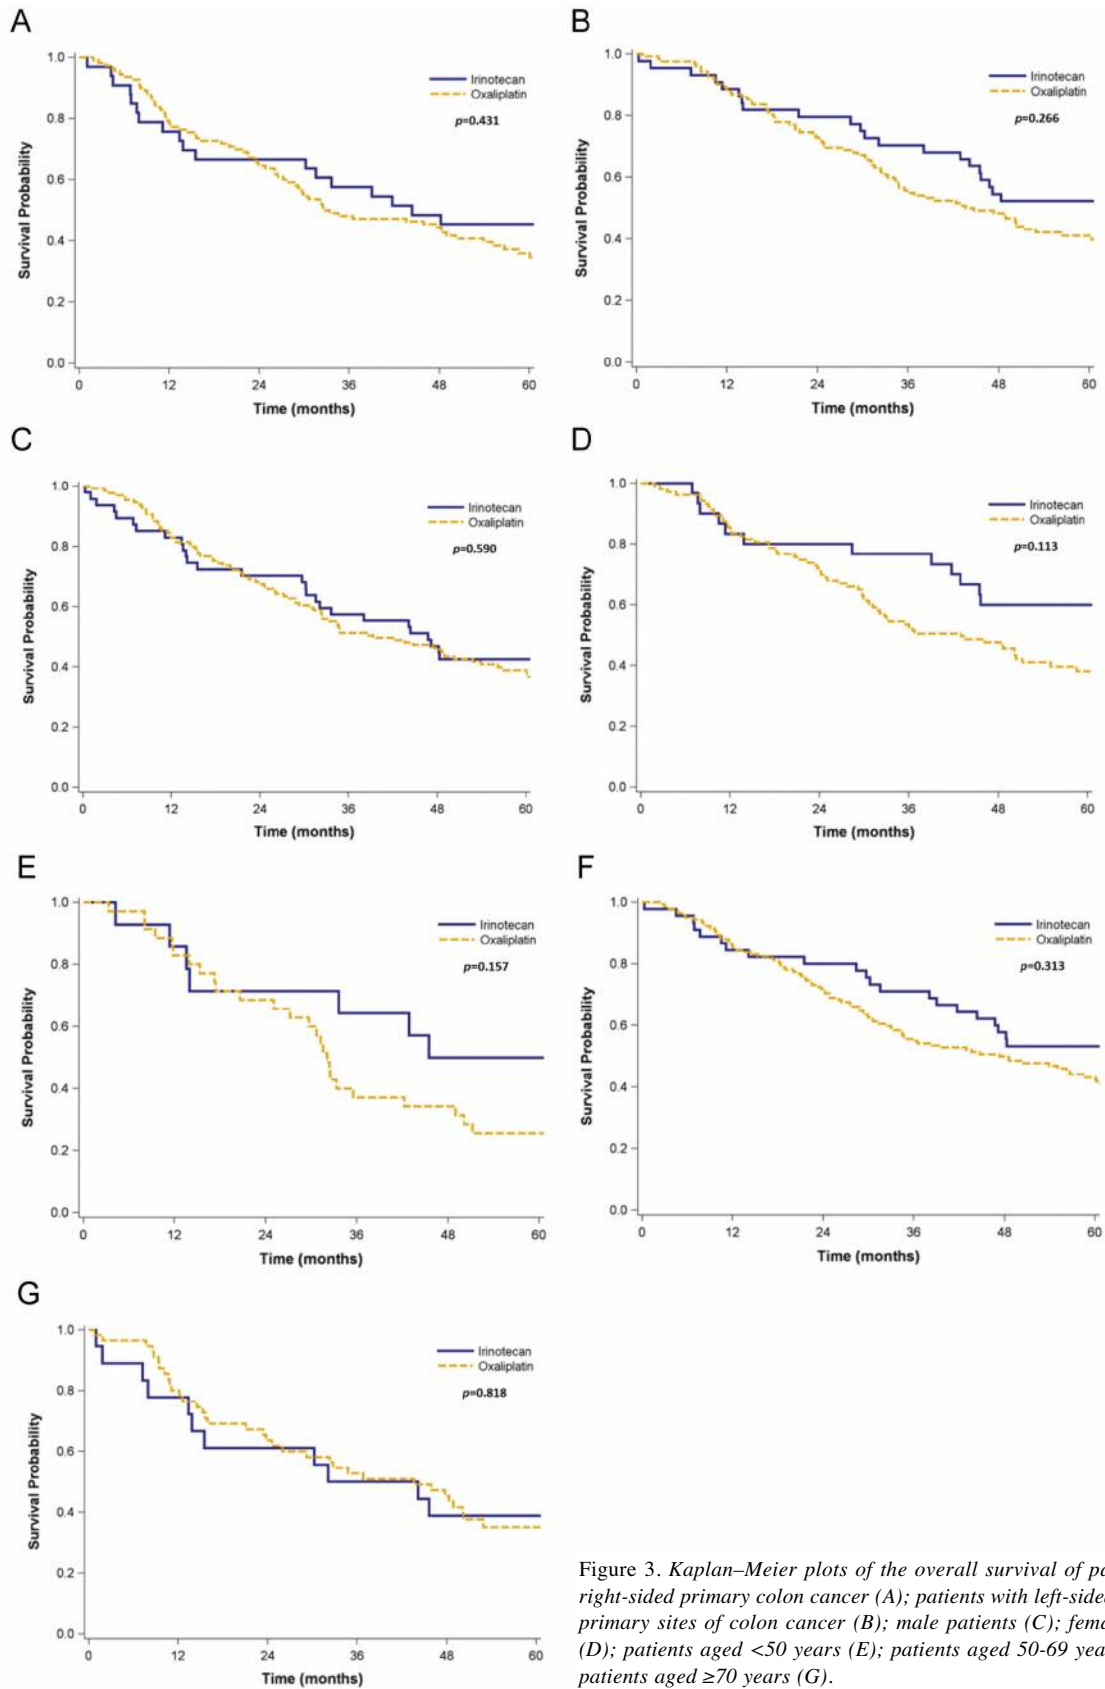 A
1.0
0.8
0.6
0.4
0.2
0.0
Survival Probability
Irinotecan
Oxaliplatin
p=0.431
0 12 24 36 48 60
Time (months)
B
1.0
0.8
0.6
0.4
0.2
0.0
Survival Probability
Irinotecan
Oxaliplatin
p=0.266
0 12 24 36 48 60
Time (months)
C
1.0
0.8
0.6
0.4
0.2
0.0
Survival Probability
Irinotecan
Oxaliplatin
p=0.590
0 12 24 36 48 60
Time (months)
D
1.0
0.8
0.6
0.4
0.2
0.0
Survival Probability
Irinotecan
Oxaliplatin
p=0.113
0 12 24 36 48 60
Time (months)
E
1.0
0.8
0.6
0.4
0.2
0.0
Survival Probability
Irinotecan
Oxaliplatin
p=0.157
0 12 24 36 48 60
Time (months)
F
1.0
0.8
0.6
0.4
0.2
0.0
Survival Probability
Irinotecan
Oxaliplatin
p=0.313
0 12 24 36 48 60
Time (months)
G
1.0
0.8
0.6
0.4
0.2
0.0
Survival Probability
Irinotecan
Oxaliplatin
p=0.818
0 12 24 36 48 60
Time (months)
Figure 3. Kaplan–Meier plots of the overall survival of
right-sided primary colon cancer (A); patients with
primary sites of colon cancer (B); male patients (C);
(D); patients aged <50 years (E); patients aged 50-69
patients aged ≥70 years (G).